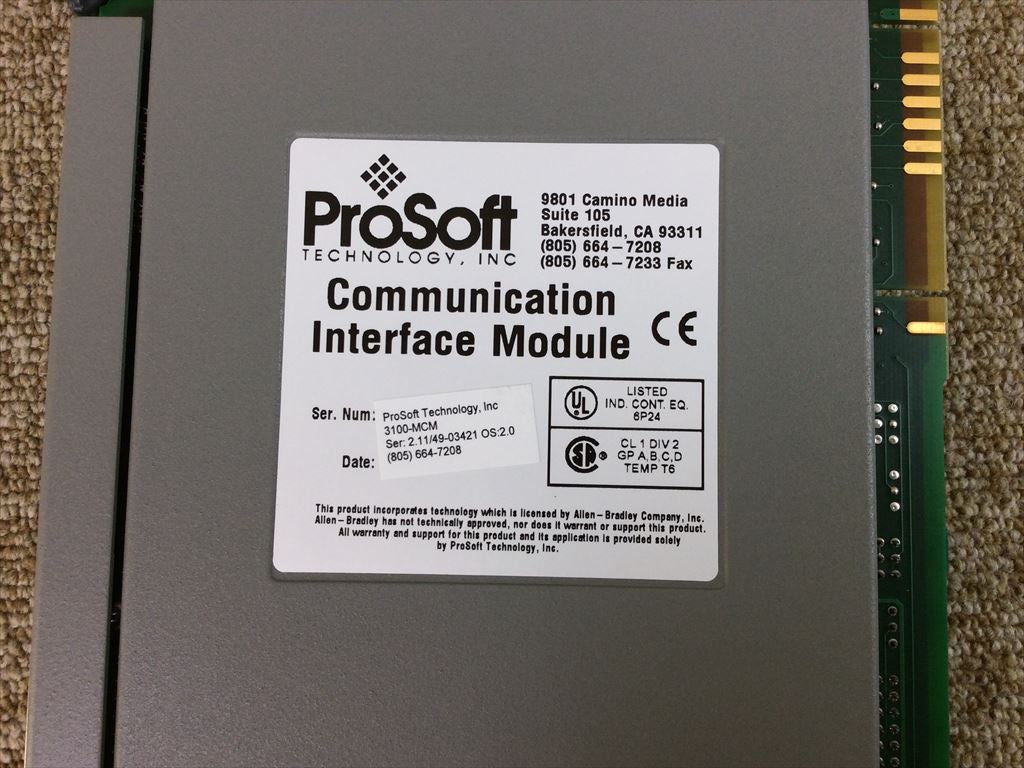 ProSoft
TECHNOLOGY, INC
9801 Camino Media
Suite 105
Bakersfield, CA 93311
(805) 664-7208
(805) 664-7233 Fax
Communication
Interface Module
CE
Ser. Num:
ProSoft Technology, Inc
3100-MCM
Ser: 2.11/49-03421 OS:2.0
(805) 664-7208
Date:
UL
LISTED
IND. CONT. EQ.
6P24
SA
®
CL 1 DIV 2
GP A,B,C,D
TEMP T6
This product incorporates technology which is licensed by Allen-Bradley Company, Inc.
Allen-Bradley has not technically approved, nor does it warrant or support this product.
All warranty and support for this product and its application is provided solely
by ProSoft Technology, Inc.